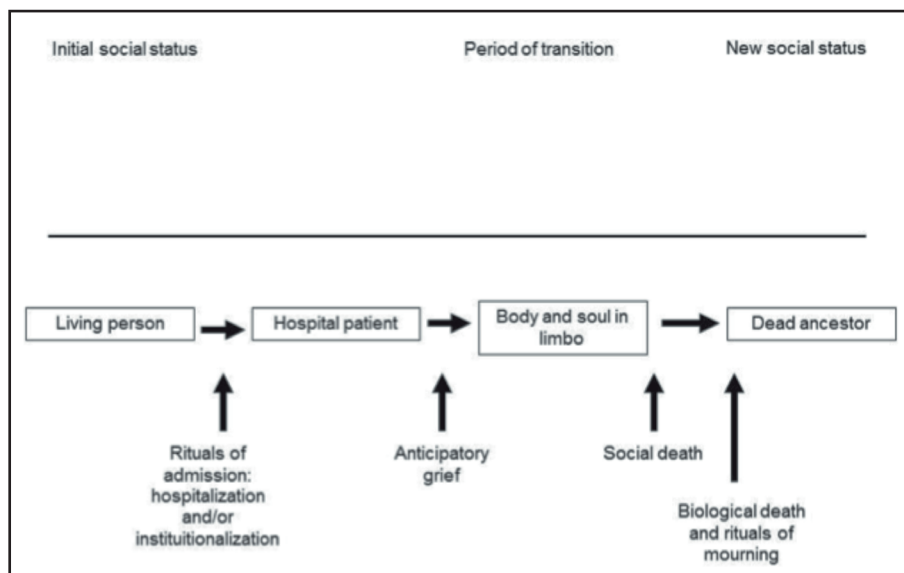 Initial social status
Period of transition
New social status
Living person
Hospital patient
Body and soul in
limbo
Dead ancestor
Rituals of
admission:
hospitalization
and/or
instituitionalization
Anticipatory
grief
Social death
Biological death
and rituals of
mourning